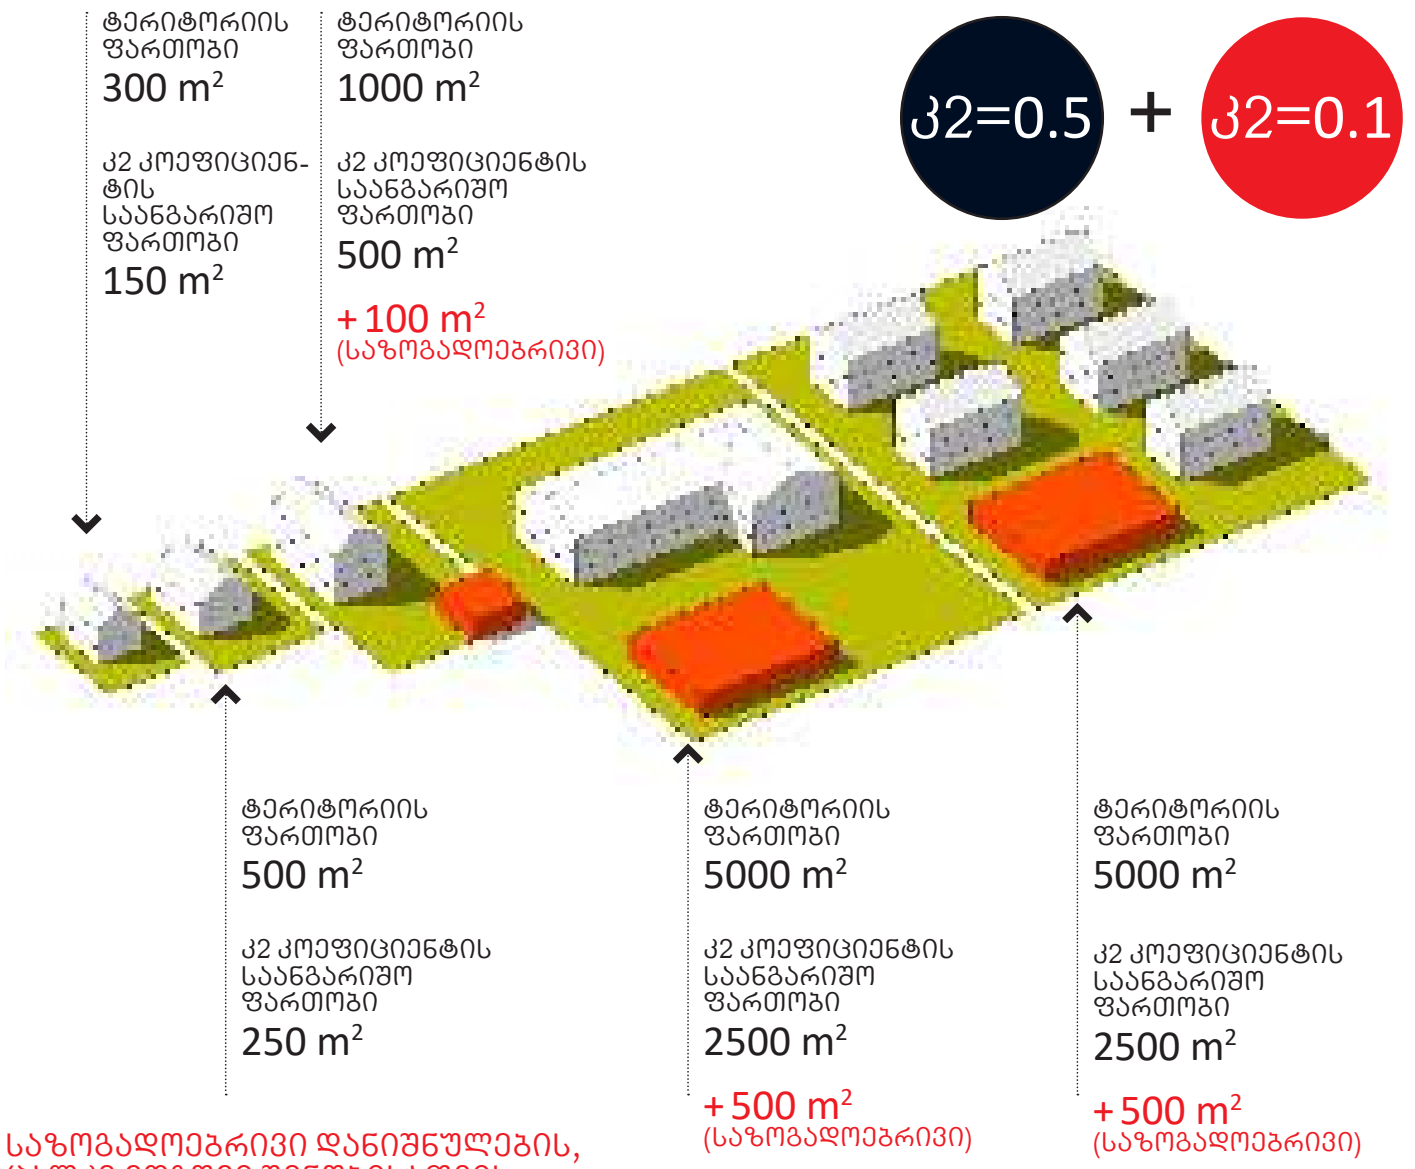 ტერიტორიის
ფართობი
300 m²
კ2 კოეფიციენ-
ტის
საანგარიშო
ფართობი
150 m²
ტერიტორიის
ფართობი
1000 m²
კ2 კოეფიციენტის
საანგარიშო
ფართობი
500 m²
+ 100 m²
(საზოგადოებრივი)
კ2=0.5 + კ2=0.1
ტერიტორიის
ფართობი
500 m²
კ2 კოეფიციენტის
საანგარიშო
ფართობი
250 m²
ტერიტორიის
ფართობი
5000 m²
კ2 კოეფიციენტის
საანგარიშო
ფართობი
2500 m²
+ 500 m²
(საზოგადოებრივი)
ტერიტორიის
ფართობი
5000 m²
კ2 კოეფიციენტის
საანგარიშო
ფართობი
2500 m²
+ 500 m²
(საზოგადოებრივი)
საზოგადოებრივი დანიშნულების,